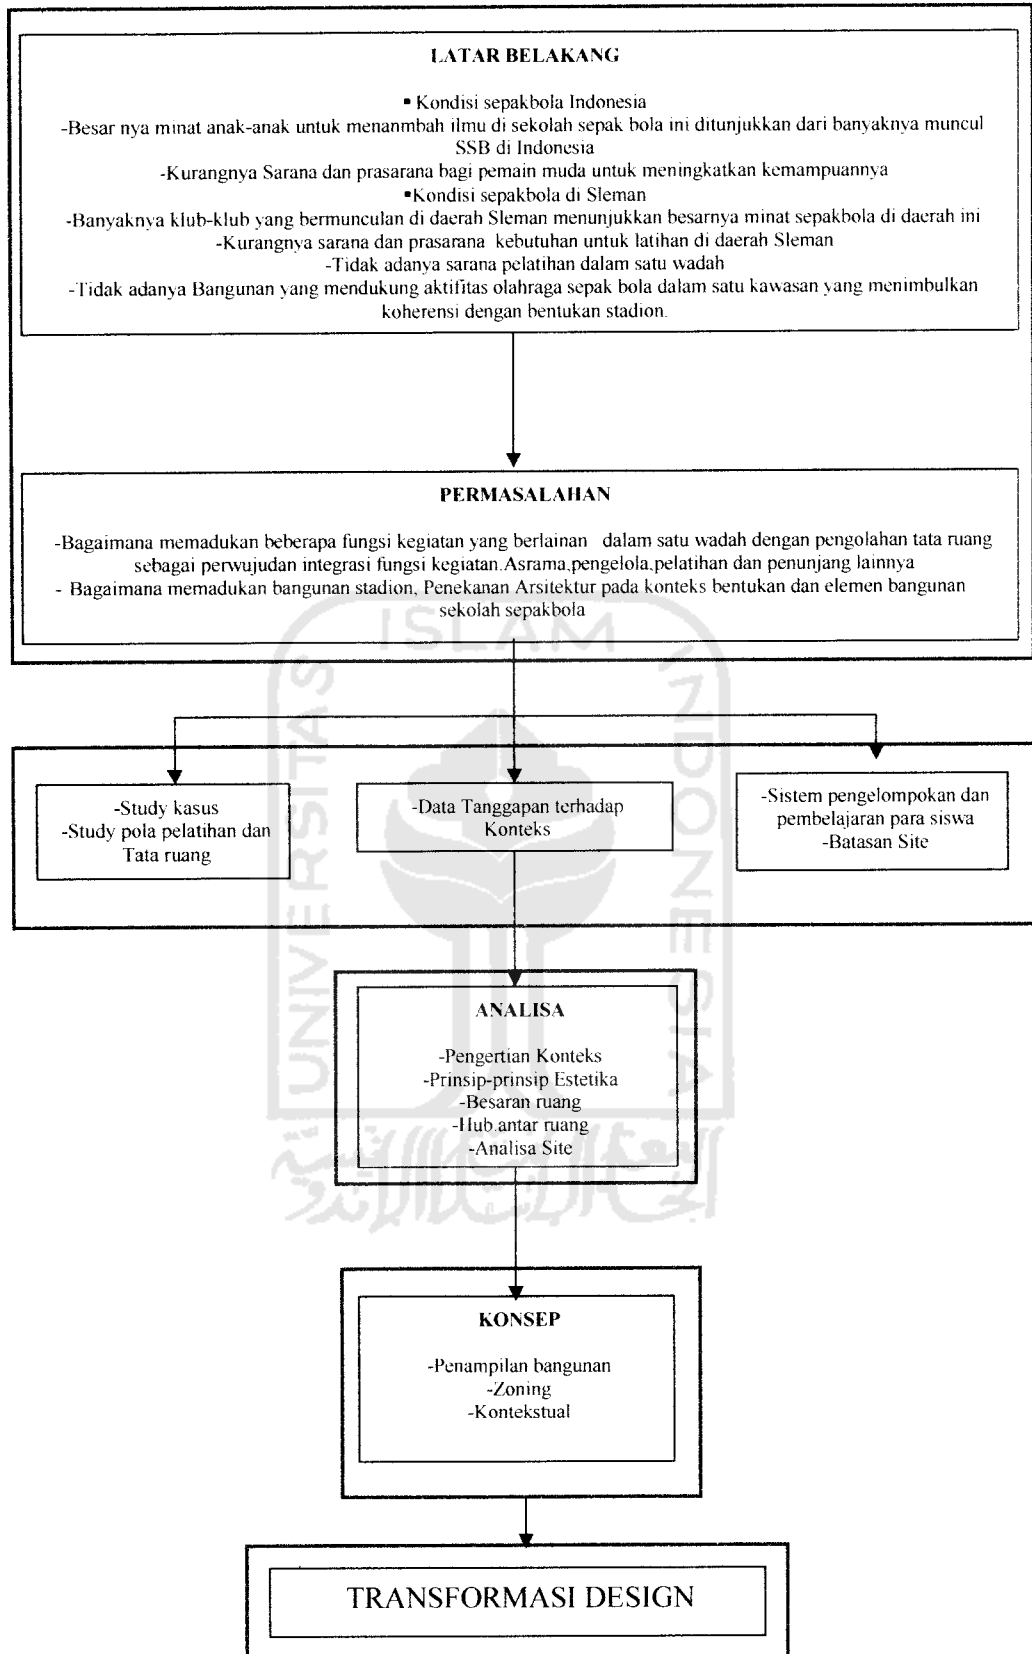 LATAR BELAKANG
▪ Kondisi sepakbola Indonesia
-Besar nya minat anak-anak untuk menanmbah ilmu di sekolah sepak bola ini ditunjukkan dari banyaknya muncul
SSB di Indonesia
-Kurangnya Sarana dan prasarana bagi pemain muda untuk meningkatkan kemampuannya
▪Kondisi sepakbola di Sleman
-Banyaknya klub-klub yang bermunculan di daerah Sleman menunjukkan besarnya minat sepakbola di daerah ini
-Kurangnya sarana dan prasarana kebutuhan untuk latihan di daerah Sleman
-Tidak adanya sarana pelatihan dalam satu wadah
-Tidak adanya Bangunan yang mendukung aktifitas olahraga sepak bola dalam satu kawasan yang menimbulkan
koherensi dengan bentukan stadion.
PERMASALAHAN
-Bagaimana memadukan beberapa fungsi kegiatan yang berlainan dalam satu wadah dengan pengolahan tata ruang
sebagai perwujudan integrasi fungsi kegiatan.Asrama,pengelola,pelatihan dan penunjang lainnya
- Bagaimana memadukan bangunan stadion, Penekanan Arsitektur pada konteks bentukan dan elemen bangunan
sekolah sepakbola
UNIVERSITAS
ISLAM
INDONESIA
-Study kasus
-Study pola pelatihan dan
Tata ruang
-Data Tanggapan terhadap
Konteks
-Sistem pengelompokan dan
pembelajaran para siswa
-Batasan Site
ANALISA
-Pengertian Konteks
-Prinsip-prinsip Estetika
-Besaran ruang
-Hub.antar ruang
-Analisa Site
KONSEP
-Penampilan bangunan
-Zoning
-Kontekstual
TRANSFORMASI DESIGN